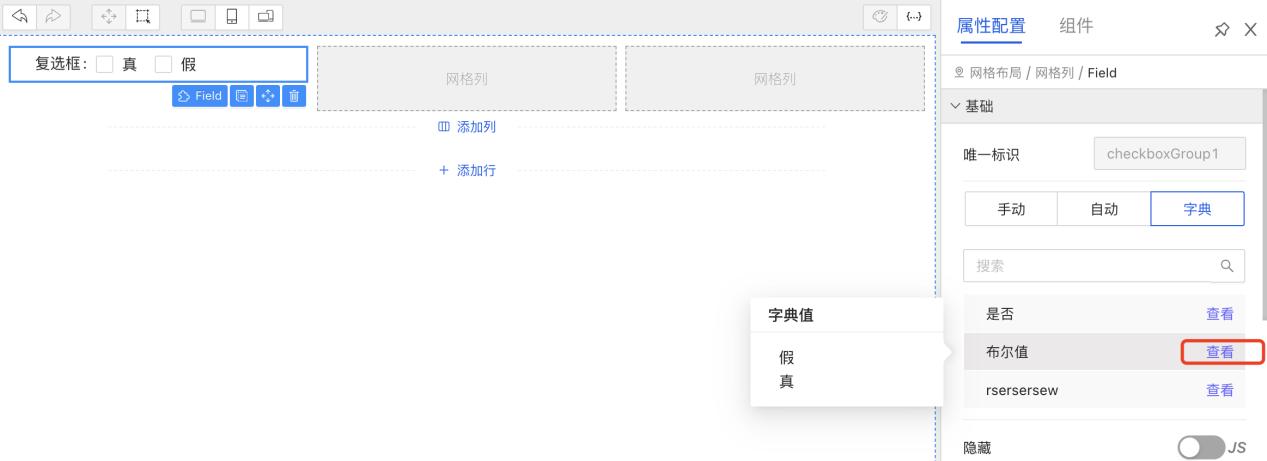 {...}
属性配置 组件
网格布局 / 网格列 / Field
基础
唯一标识 checkboxGroup1
手动 自动 字典
搜索
是否 查看
布尔值 查看
rsersersew 查看
隐藏 JS
复选框: 真 假
Field
网格列
网格列
添加列
添加行
字典值
假
真